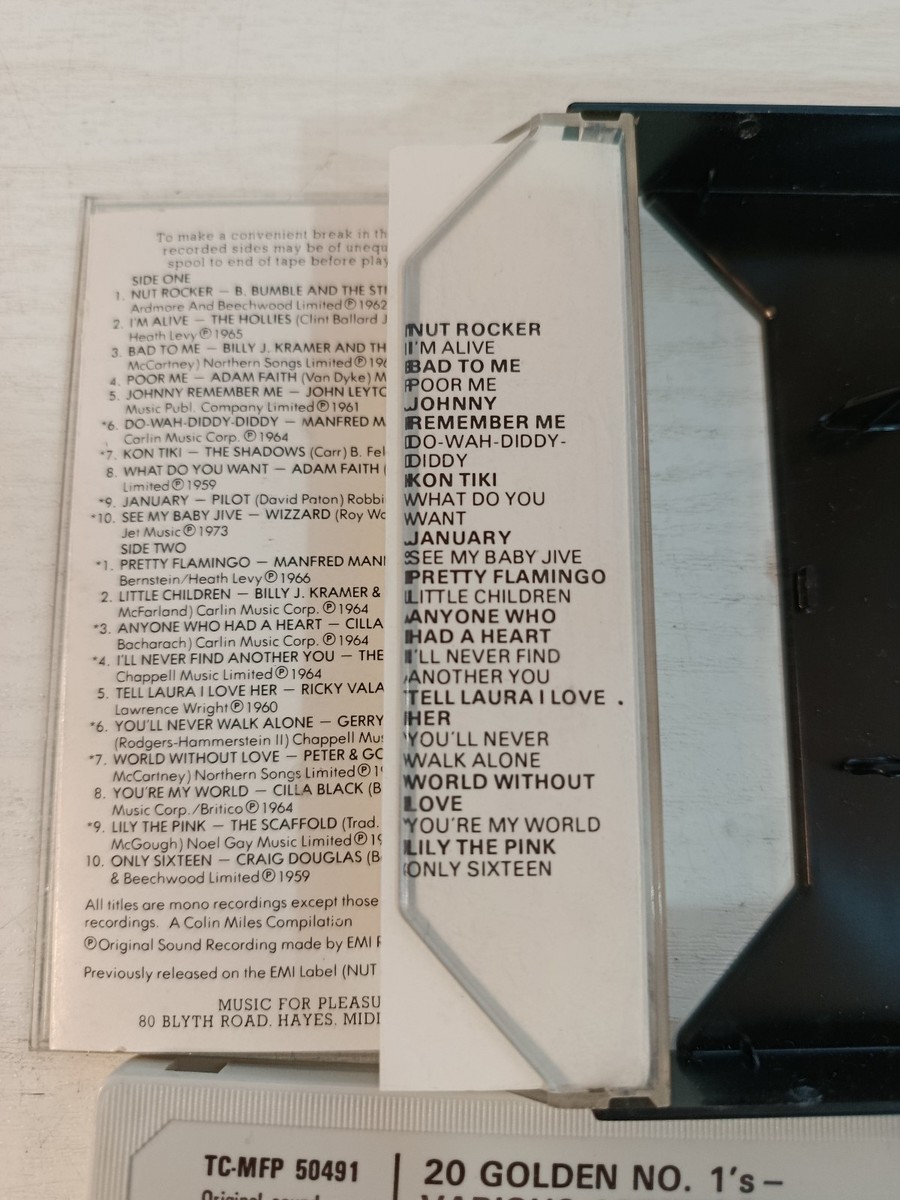 To make a convenient break in th
recorded sides may be of unequ
spool to end of tape before play
SIDE ONE
1. NUT ROCKER — B. BUMBLE AND THE STI
Ardmore And Beechwood Limited Ⓟ 1962
2. I'M ALIVE — THE HOLLIES (Clint Ballard J
Heath Levy Ⓟ 1965
3. BAD TO ME — BILLY J. KRAMER AND TH
McCartney) Northern Songs Limited Ⓟ 196
4. POOR ME — ADAM FAITH (Van Dyke) M
5. JOHNNY REMEMBER ME — JOHN LEYTO
Music Publ. Company Limited Ⓟ 1961
*6. DO-WAH-DIDDY-DIDDY — MANFRED M
Carlin Music Corp. Ⓟ 1964
*7. KON TIKI — THE SHADOWS (Carr) B. Fel
8. WHAT DO YOU WANT — ADAM FAITH (
Limited Ⓟ 1959
*9. JANUARY — PILOT (David Paton) Robbi
*10. SEE MY BABY JIVE — WIZZARD (Roy Wo
Jet Music Ⓟ 1973
SIDE TWO
*1. PRETTY FLAMINGO — MANFRED MANI
Bernstein/Heath Levy Ⓟ 1966
2. LITTLE CHILDREN — BILLY J. KRAMER &
McFarland) Carlin Music Corp. Ⓟ 1964
*3. ANYONE WHO HAD A HEART — CILLA
Bacharach) Carlin Music Corp. Ⓟ 1964
*4. I'LL NEVER FIND ANOTHER YOU — THE
Chappell Music Limited Ⓟ 1964
5. TELL LAURA I LOVE HER — RICKY VALA
Lawrence Wright Ⓟ 1960
*6. YOU'LL NEVER WALK ALONE — GERRY
(Rodgers-Hammerstein II) Chappell Mus
*7. WORLD WITHOUT LOVE — PETER & GO
McCartney) Northern Songs Limited Ⓟ 1
8. YOU'RE MY WORLD — CILLA BLACK (B
Music Corp./Britico Ⓟ 1964
*9. LILY THE PINK — THE SCAFFOLD (Trad.
McGough) Noel Gay Music Limited Ⓟ 19
10. ONLY SIXTEEN — CRAIG DOUGLAS (B
& Beechwood Limited Ⓟ 1959
All titles are mono recordings except those
recordings. A Colin Miles Compilation
Ⓟ Original Sound Recording made by EMI R
Previously released on the EMI Label (NUT
MUSIC FOR PLEASU
80 BLYTH ROAD, HAYES, MIDI
NUT ROCKER
I'M ALIVE
BAD TO ME
POOR ME
JOHNNY
REMEMBER ME
DO-WAH-DIDDY-
DIDDY
KON TIKI
WHAT DO YOU
WANT
JANUARY
SEE MY BABY JIVE
PRETTY FLAMINGO
LITTLE CHILDREN
ANYONE WHO
HAD A HEART
I'LL NEVER FIND
ANOTHER YOU
TELL LAURA I LOVE .
HER
YOU'LL NEVER
WALK ALONE
WORLD WITHOUT
LOVE
YOU'RE MY WORLD
LILY THE PINK
ONLY SIXTEEN
TC-MFP 50491
Original sound
20 GOLDEN NO. 1's —